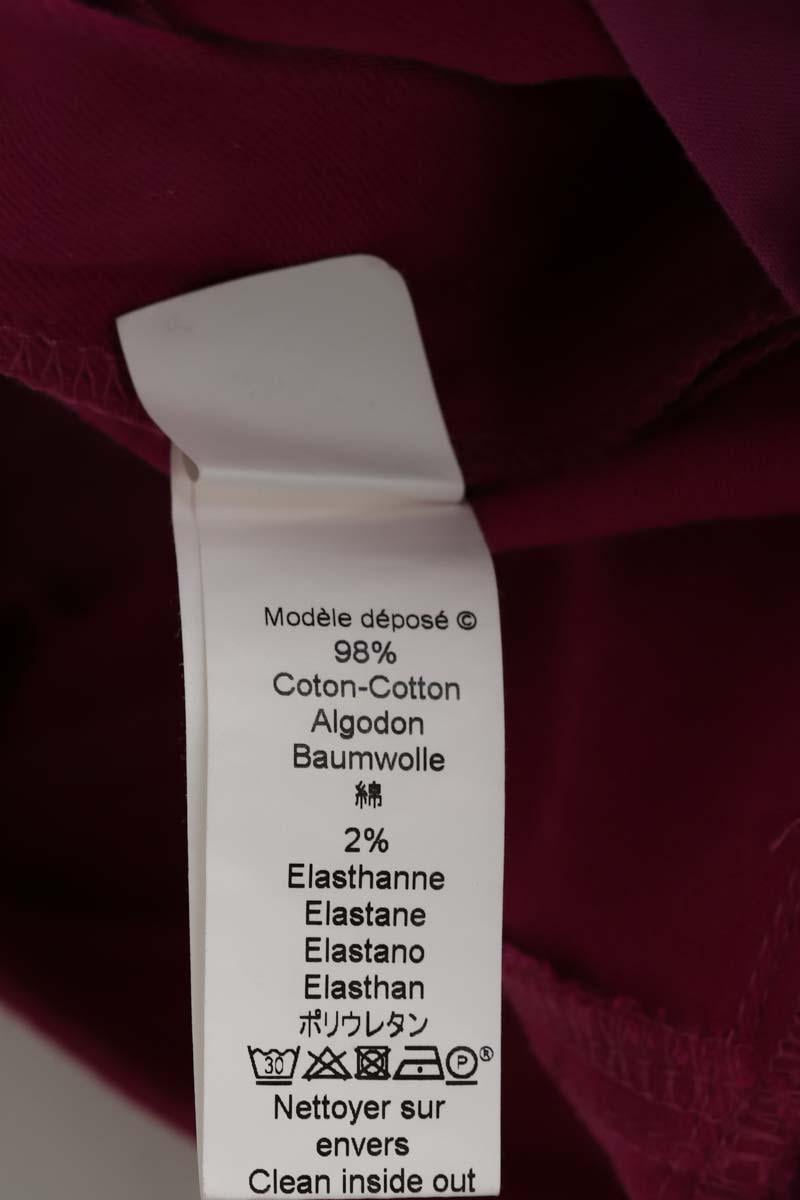 Modèle déposé ©
98%
Coton-Cotton
Algodon
Baumwolle
綿
2%
Elasthanne
Elastane
Elastano
Elasthan
ポリウレタン
30 P ®
Nettoyer sur
envers
Clean inside out